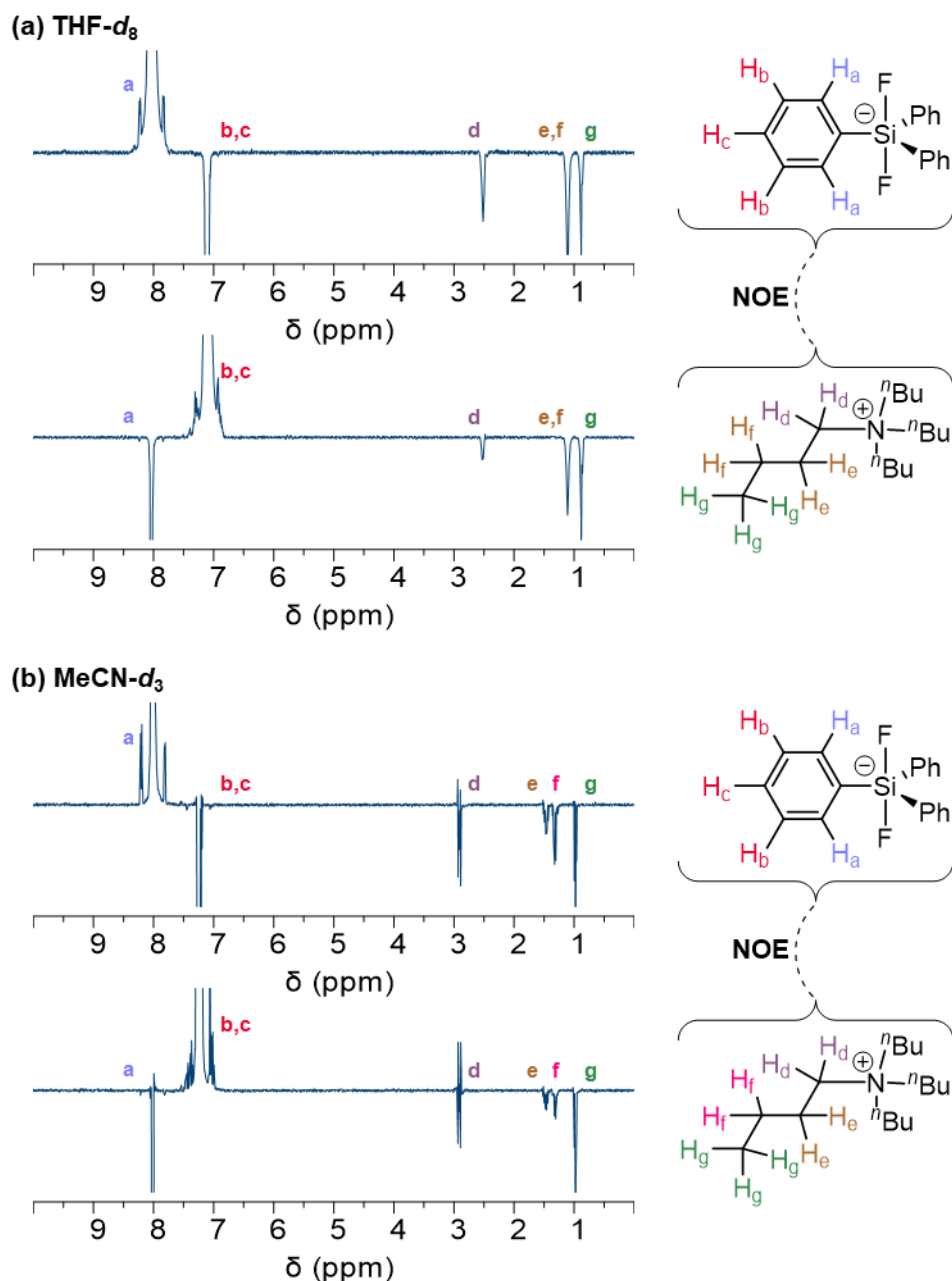 (a) THF-d8
a
b,c
d
e,f
g
9 8 7 6 5 4 3 2 1
δ (ppm)
Hb Ha F
Hc ⊖ Si Ph
Ph
Hb Ha F
NOE
b,c
a
d
e,f
g
9 8 7 6 5 4 3 2 1
δ (ppm)
Hd Hd ⊕ nBu
Hf N nBu
Hf He nBu
Hg Hg He
Hg
(b) MeCN-d3
a
b,c
d
e f
g
9 8 7 6 5 4 3 2 1
δ (ppm)
Hb Ha F
Hc ⊖ Si Ph
Ph
Hb Ha F
NOE
b,c
a
d
e f
g
9 8 7 6 5 4 3 2 1
δ (ppm)
Hd Hd ⊕ nBu
Hf N nBu
Hf He nBu
Hg Hg He
Hg